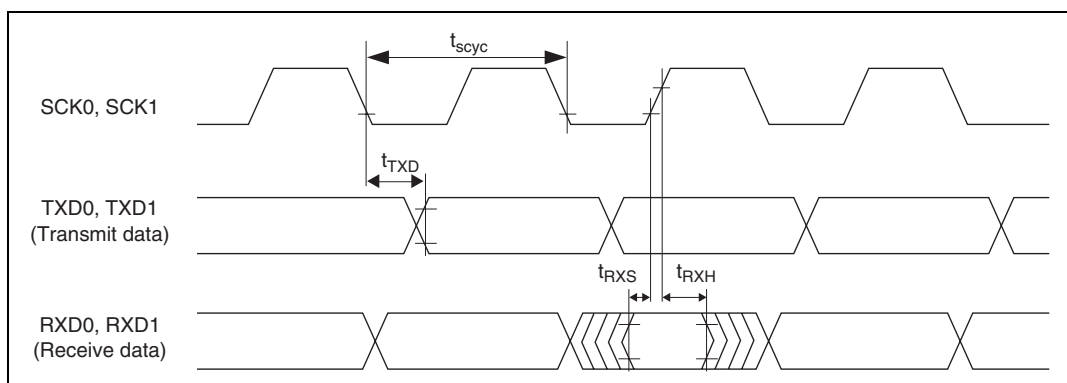 tscyc
SCK0, SCK1
tTXD
TXD0, TXD1
(Transmit data)
tRXS
tRXH
RXD0, RXD1
(Receive data)